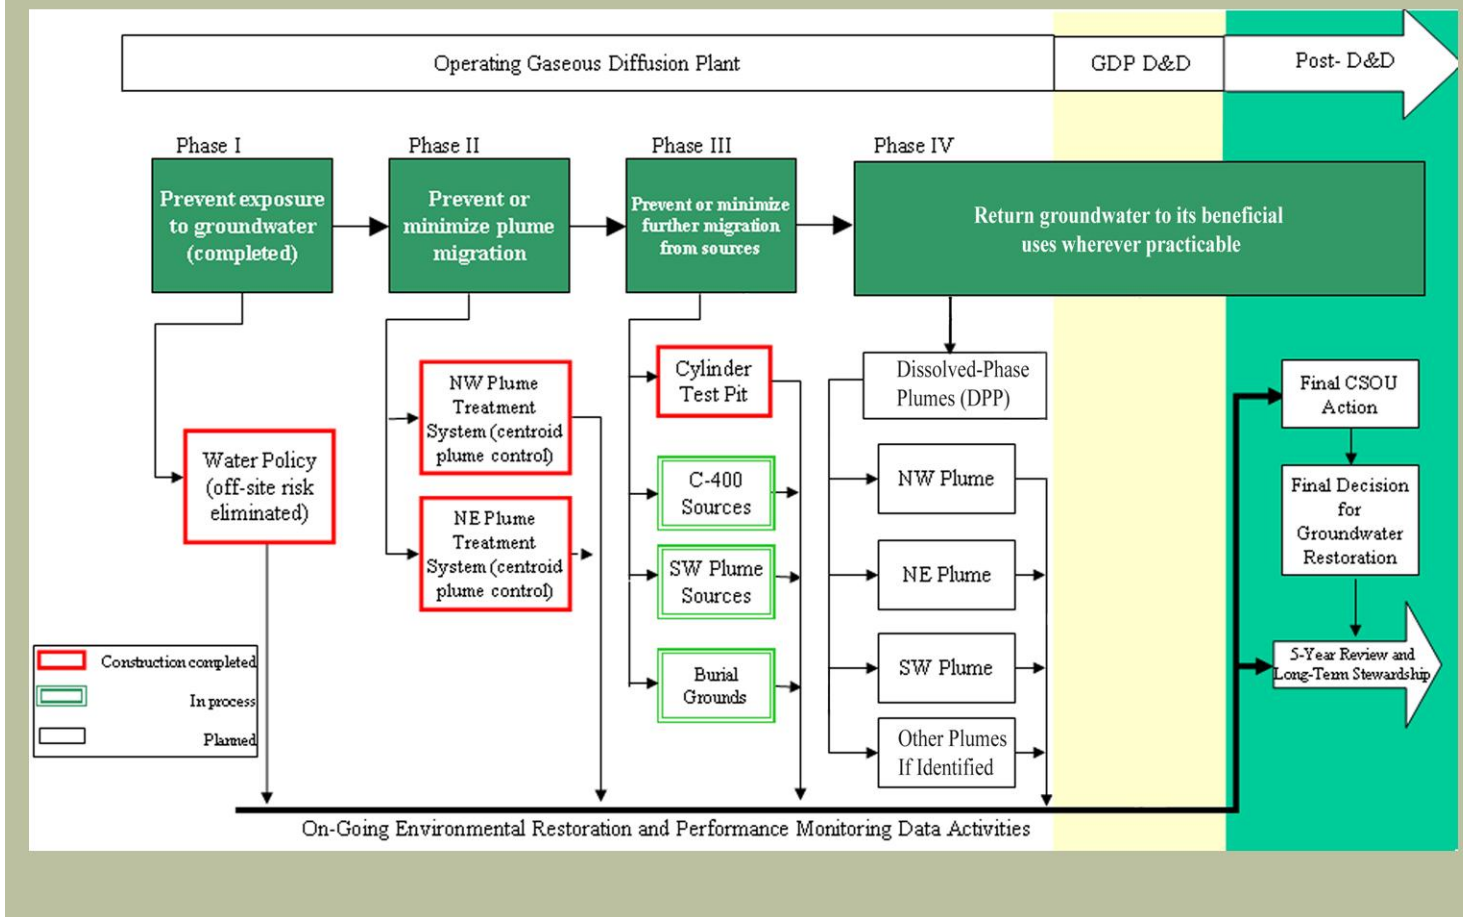 Operating Gaseous Diffusion Plant
GDP D&D
Post- D&D
Phase I
Phase II
Phase III
Phase IV
Prevent exposure
to groundwater
(completed)
Prevent or
minimize plume
migration
Prevent or minimize
further migration
from sources
Return groundwater to its beneficial
uses wherever practicable
Water Policy
(off-site risk
eliminated)
NW Plume
Treatment
System (centroid
plume control)
NE Plume
Treatment
System (centroid
plume control)
Cylinder
Test Pit
C-400
Sources
SW Plume
Sources
Burial
Grounds
Dissolved-Phase
Plumes (DPP)
NW Plume
NE Plume
SW Plume
Other Plumes
If Identified
Final CSOU
Action
Final Decision
for
Groundwater
Restoration
5-Year Review and
Long-Term Stewardship
Construction completed
In process
Planned
On-Going Environmental Restoration and Performance Monitoring Data Activities